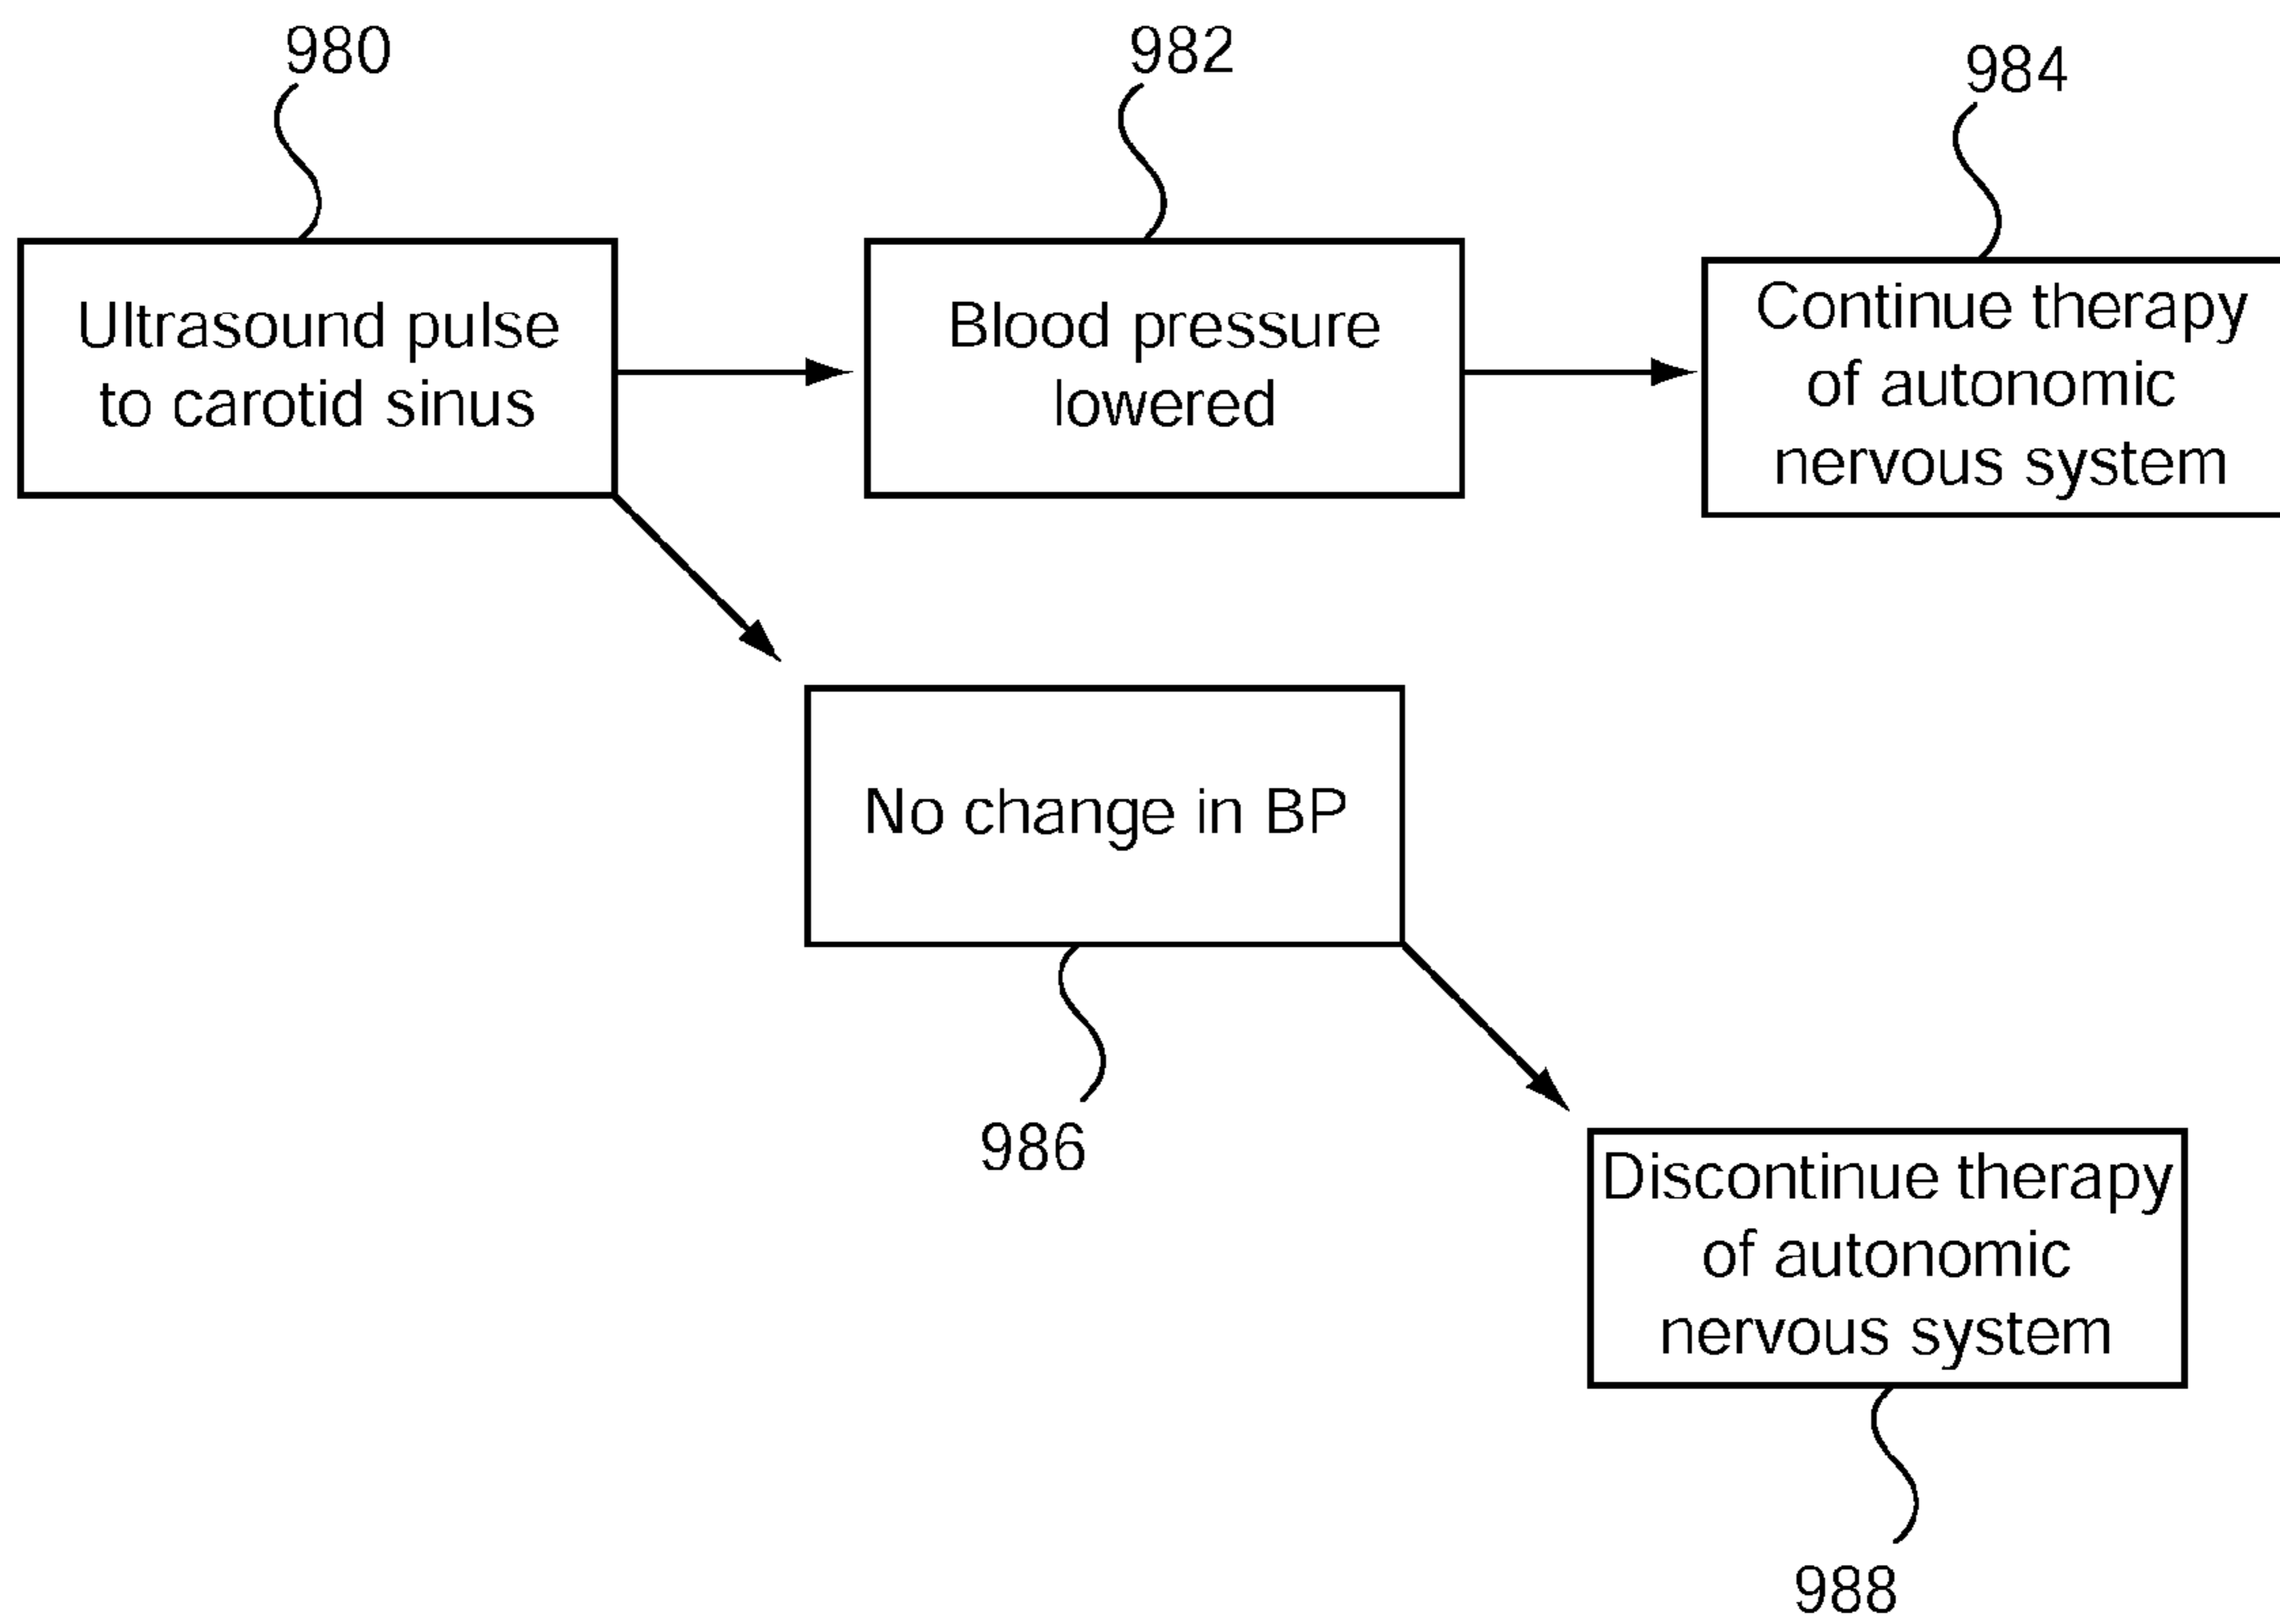 980
982
984
Ultrasound pulse
to carotid sinus
Blood pressure
lowered
Continue therapy
of autonomic
nervous system
No change in BP
986
Discontinue therapy
of autonomic
nervous system
988